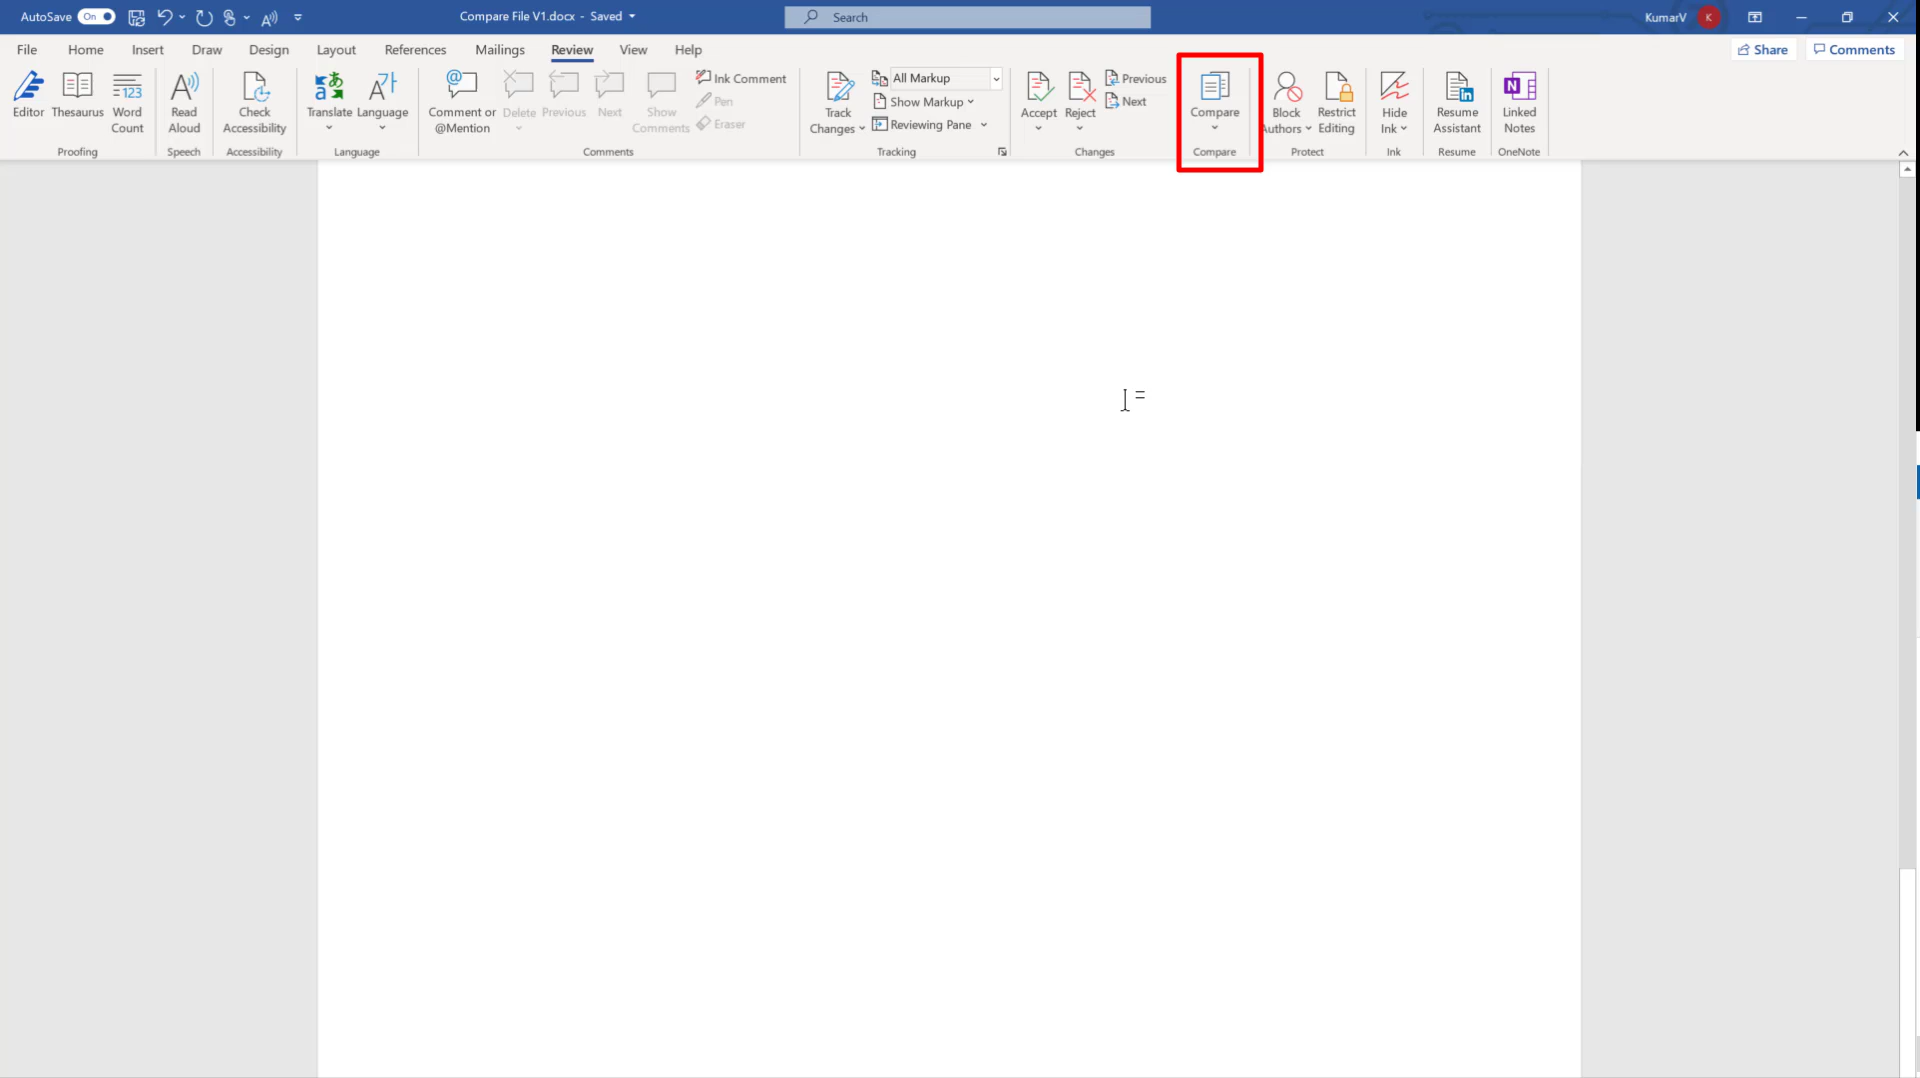 AutoSave On Compare File V1.docx - Saved Search KumarV K
File Home Insert Draw Design Layout References Mailings Review View Help Share Comments
Editor
Thesaurus
Word
Count
Proofing
Read
Aloud
Speech
Check
Accessibility
Accessibility
Translate
Language
Language
Comment or
@Mention
Delete
Previous
Next
Show
Comments
Ink Comment
Pen
Eraser
Comments
Track
Changes
All Markup
Show Markup
Reviewing Pane
Tracking
Accept
Reject
Previous
Next
Changes
Compare
Compare
Block
Authors
Restrict
Editing
Protect
Hide
Ink
Ink
Resume
Assistant
Resume
Linked
Notes
OneNote